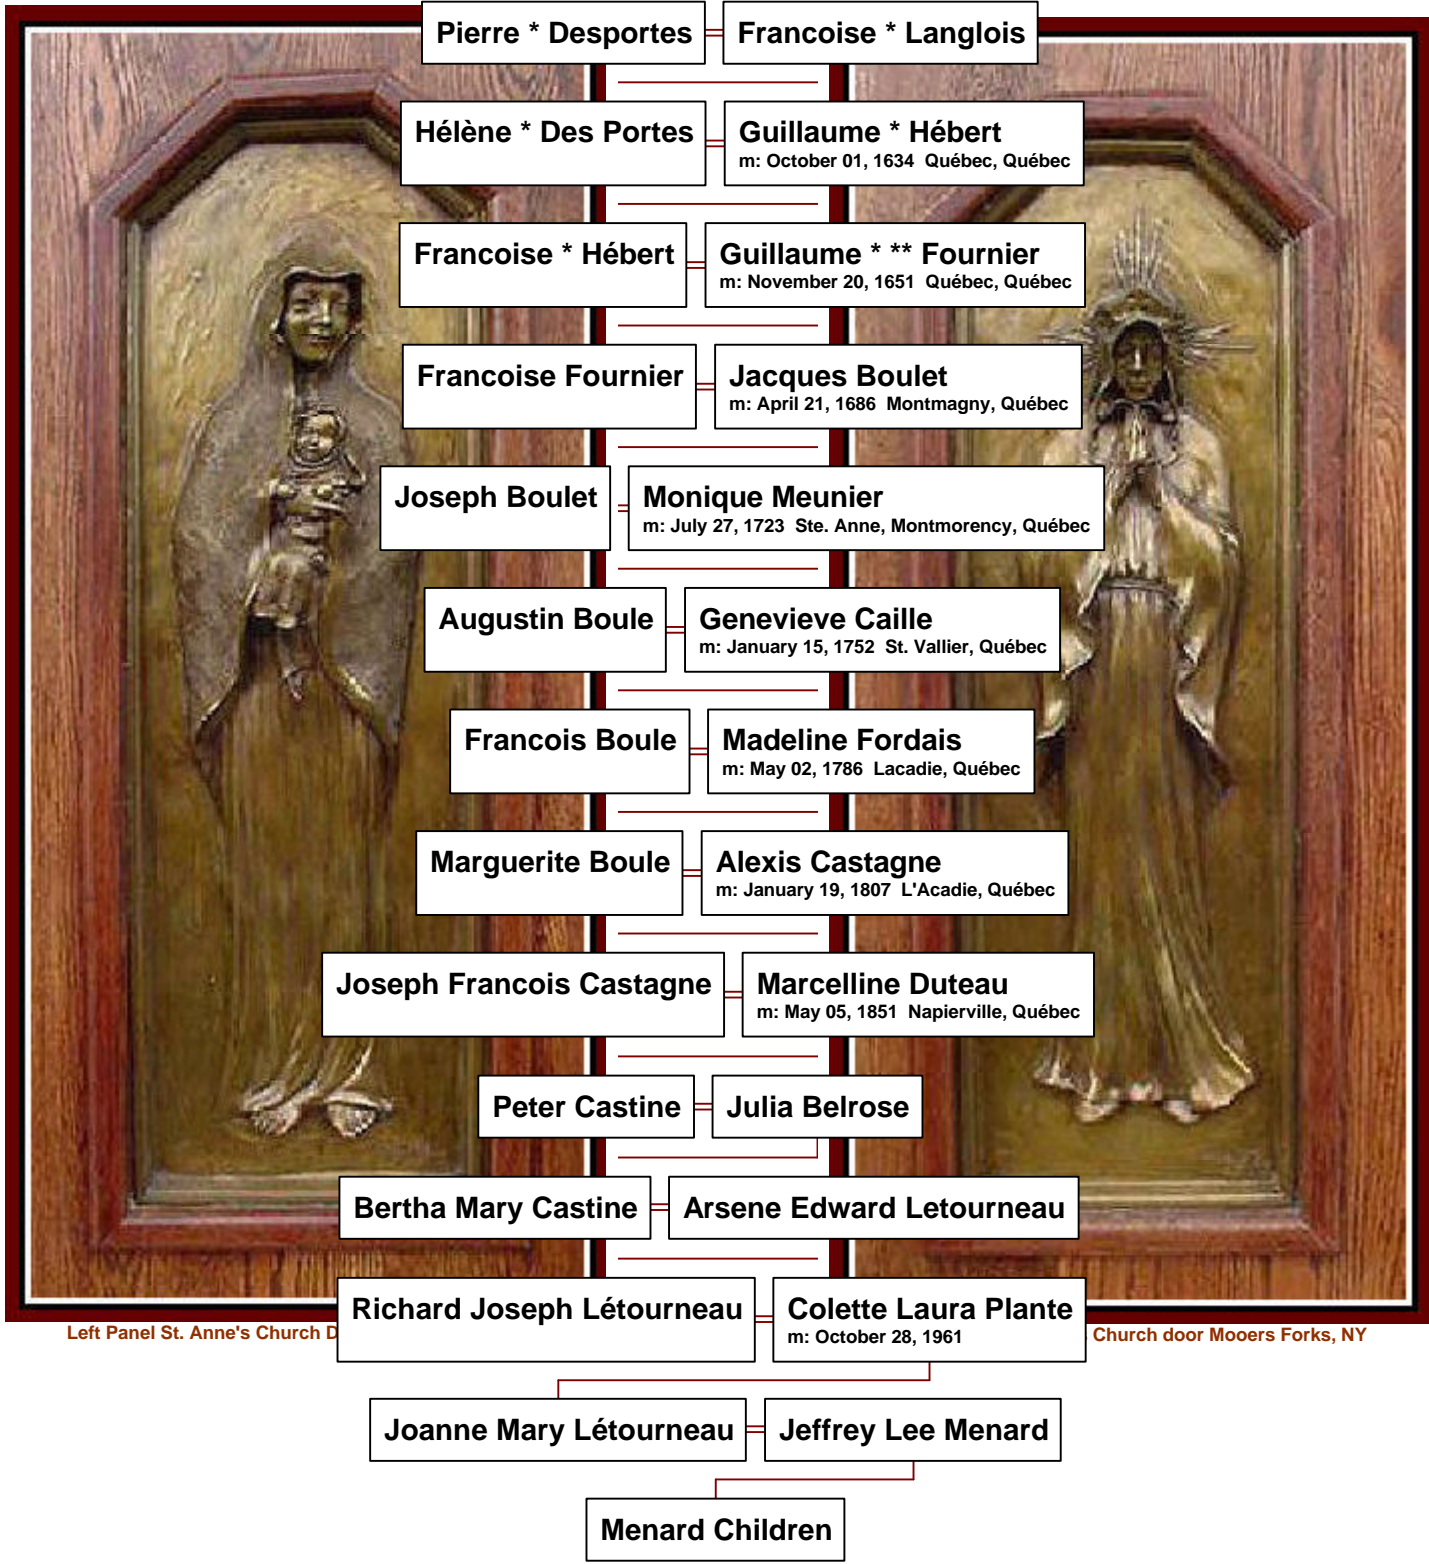 Pierre * Desportes
Francoise * Langlois
Hélène * Des Portes
Guillaume * Hébert
m: October 01, 1634 Québec, Québec
Francoise * Hébert
Guillaume * ** Fournier
m: November 20, 1651 Québec, Québec
Francoise Fournier
Jacques Boulet
m: April 21, 1686 Montmagny, Québec
Joseph Boulet
Monique Meunier
m: July 27, 1723 Ste. Anne, Montmorency, Québec
Augustin Boule
Genevieve Caille
m: January 15, 1752 St. Vallier, Québec
Francois Boule
Madeline Fordais
m: May 02, 1786 Lacadie, Québec
Marguerite Boule
Alexis Castagne
m: January 19, 1807 L'Acadie, Québec
Joseph Francois Castagne
Marcelline Duteau
m: May 05, 1851 Napierville, Québec
Peter Castine
Julia Belrose
Bertha Mary Castine
Arsene Edward Letourneau
Richard Joseph Létourneau
Colette Laura Plante
m: October 28, 1961
Left Panel St. Anne's Church D
Church door Mooers Forks, NY
Joanne Mary Létourneau
Jeffrey Lee Menard
Menard Children